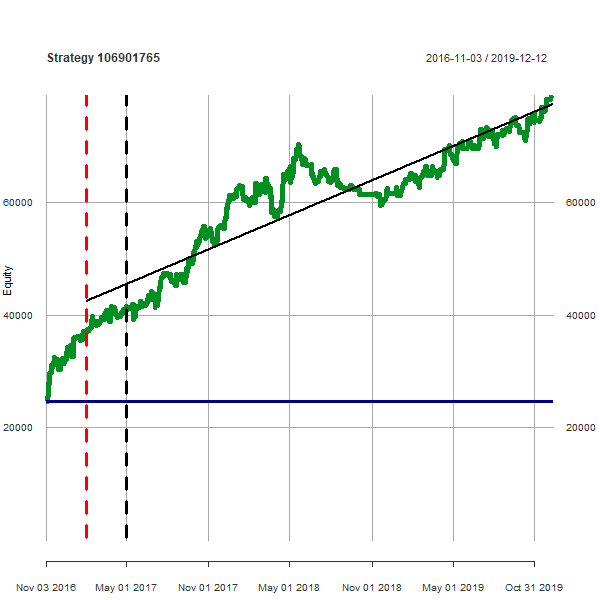 Strategy 106901765
2016-11-03 / 2019-12-12
Equity
60000
60000
40000
40000
20000
20000
Nov 03 2016
May 01 2017
Nov 01 2017
May 01 2018
Nov 01 2018
May 01 2019
Oct 31 2019